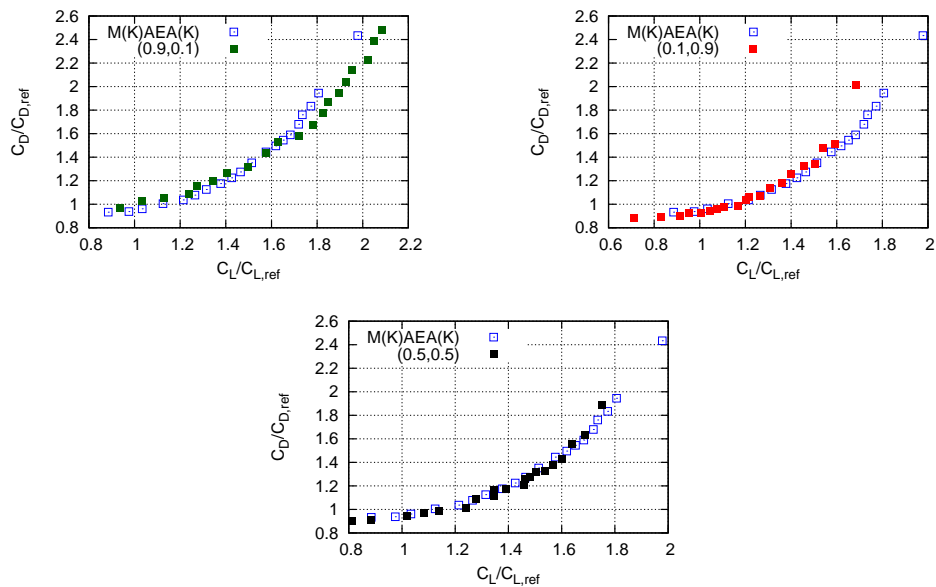 2.6
2.4
2.2
2
1.8
1.6
1.4
1.2
1
0.8
C_D/C_D,ref
M(K)AEA(K)
(0.9,0.1)
0.8 1 1.2 1.4 1.6 1.8 2 2.2
C_L/C_L,ref
2.6
2.4
2.2
2
1.8
1.6
1.4
1.2
1
0.8
C_D/C_D,ref
M(K)AEA(K)
(0.1,0.9)
0.6 0.8 1 1.2 1.4 1.6 1.8 2
C_L/C_L,ref
2.6
2.4
2.2
2
1.8
1.6
1.4
1.2
1
0.8
C_D/C_D,ref
M(K)AEA(K)
(0.5,0.5)
0.8 1 1.2 1.4 1.6 1.8 2
C_L/C_L,ref